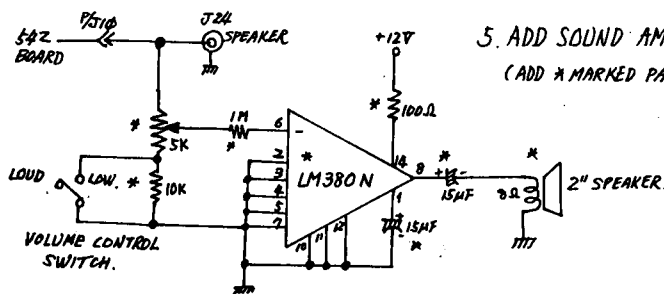 P/J10
J24
SPEAKER
542
BOARD
+12V
5. ADD SOUND AM
(ADD * MARKED PA
* 5K
1M
*
* 100Ω
6
-
2
3
4
5
7
*
LM380N
14
8
1
10
11
12
+ -
15µF
*
+
15µF
*
*
8Ω
2" SPEAKER.
LOUD
LOW.
* 10K
VOLUME CONTROL
SWITCH.